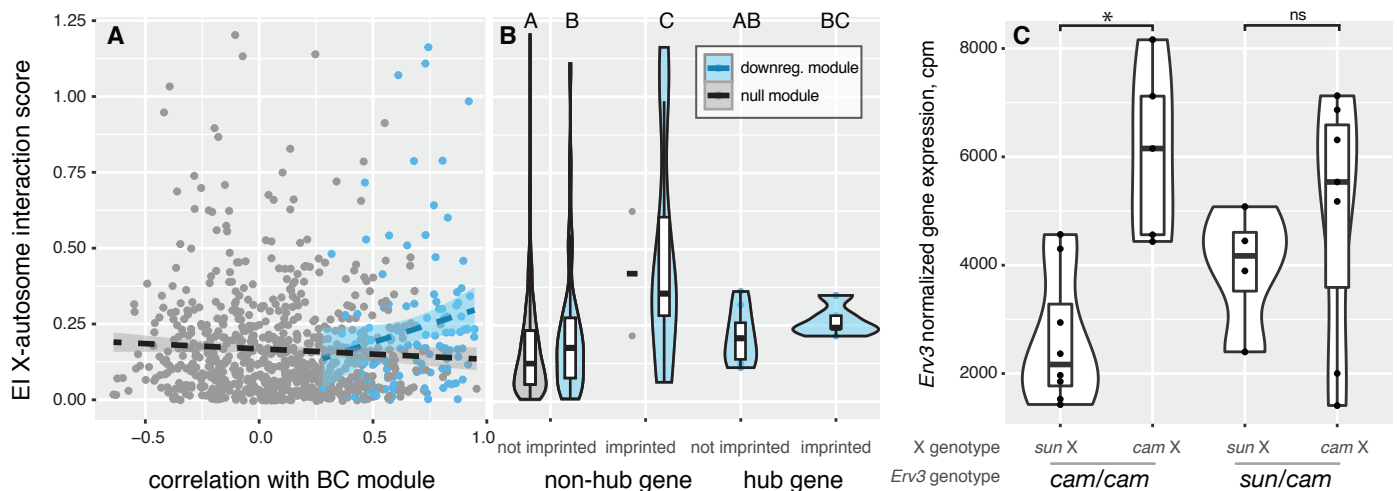 A
EI X-autosome interaction score
1.25
1.00
0.75
0.50
0.25
0.00
−0.5
0.0
0.5
1.0
correlation with BC module
B
A
B
C
AB
BC
downreg. module
null module
not imprinted
imprinted
not imprinted
imprinted
non-hub gene
hub gene
C
*
ns
Erv3 normalized gene expression, cpm
8000
6000
4000
2000
X genotype
sun X
cam X
sun X
cam X
Erv3 genotype
cam/cam
sun/cam